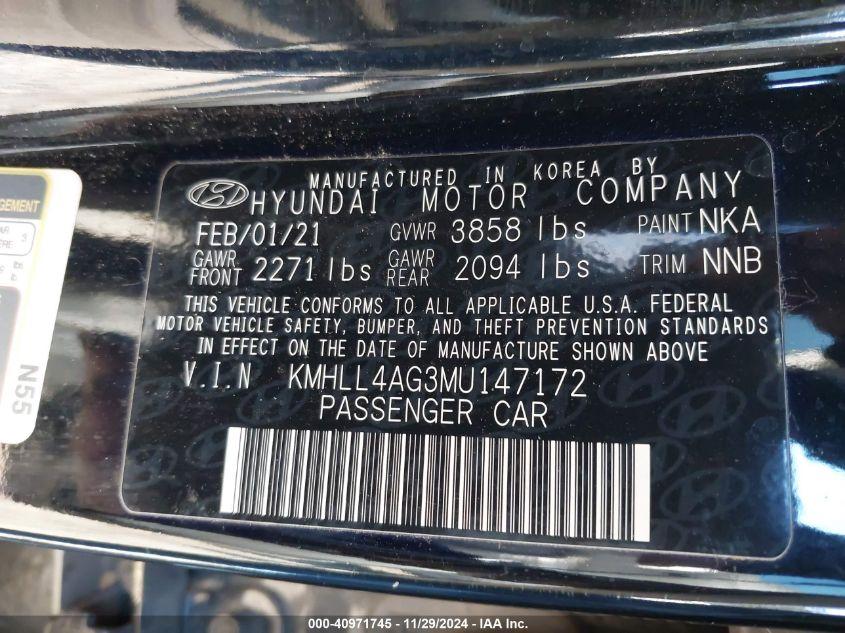 MANUFACTURED IN KOREA BY
HYUNDAI MOTOR COMPANY
FEB/01/21 GVWR 3858 lbs PAINT NKA
GAWR FRONT 2271 lbs GAWR REAR 2094 lbs TRIM NNB
THIS VEHICLE CONFORMS TO ALL APPLICABLE U.S.A. FEDERAL
MOTOR VEHICLE SAFETY, BUMPER, AND THEFT PREVENTION STANDARDS
IN EFFECT ON THE DATE OF MANUFACTURE SHOWN ABOVE
V.I.N KMHLL4AG3MU147172
PASSENGER CAR
N55
000-40971745 - 11/29/2024 - IAA, Inc.